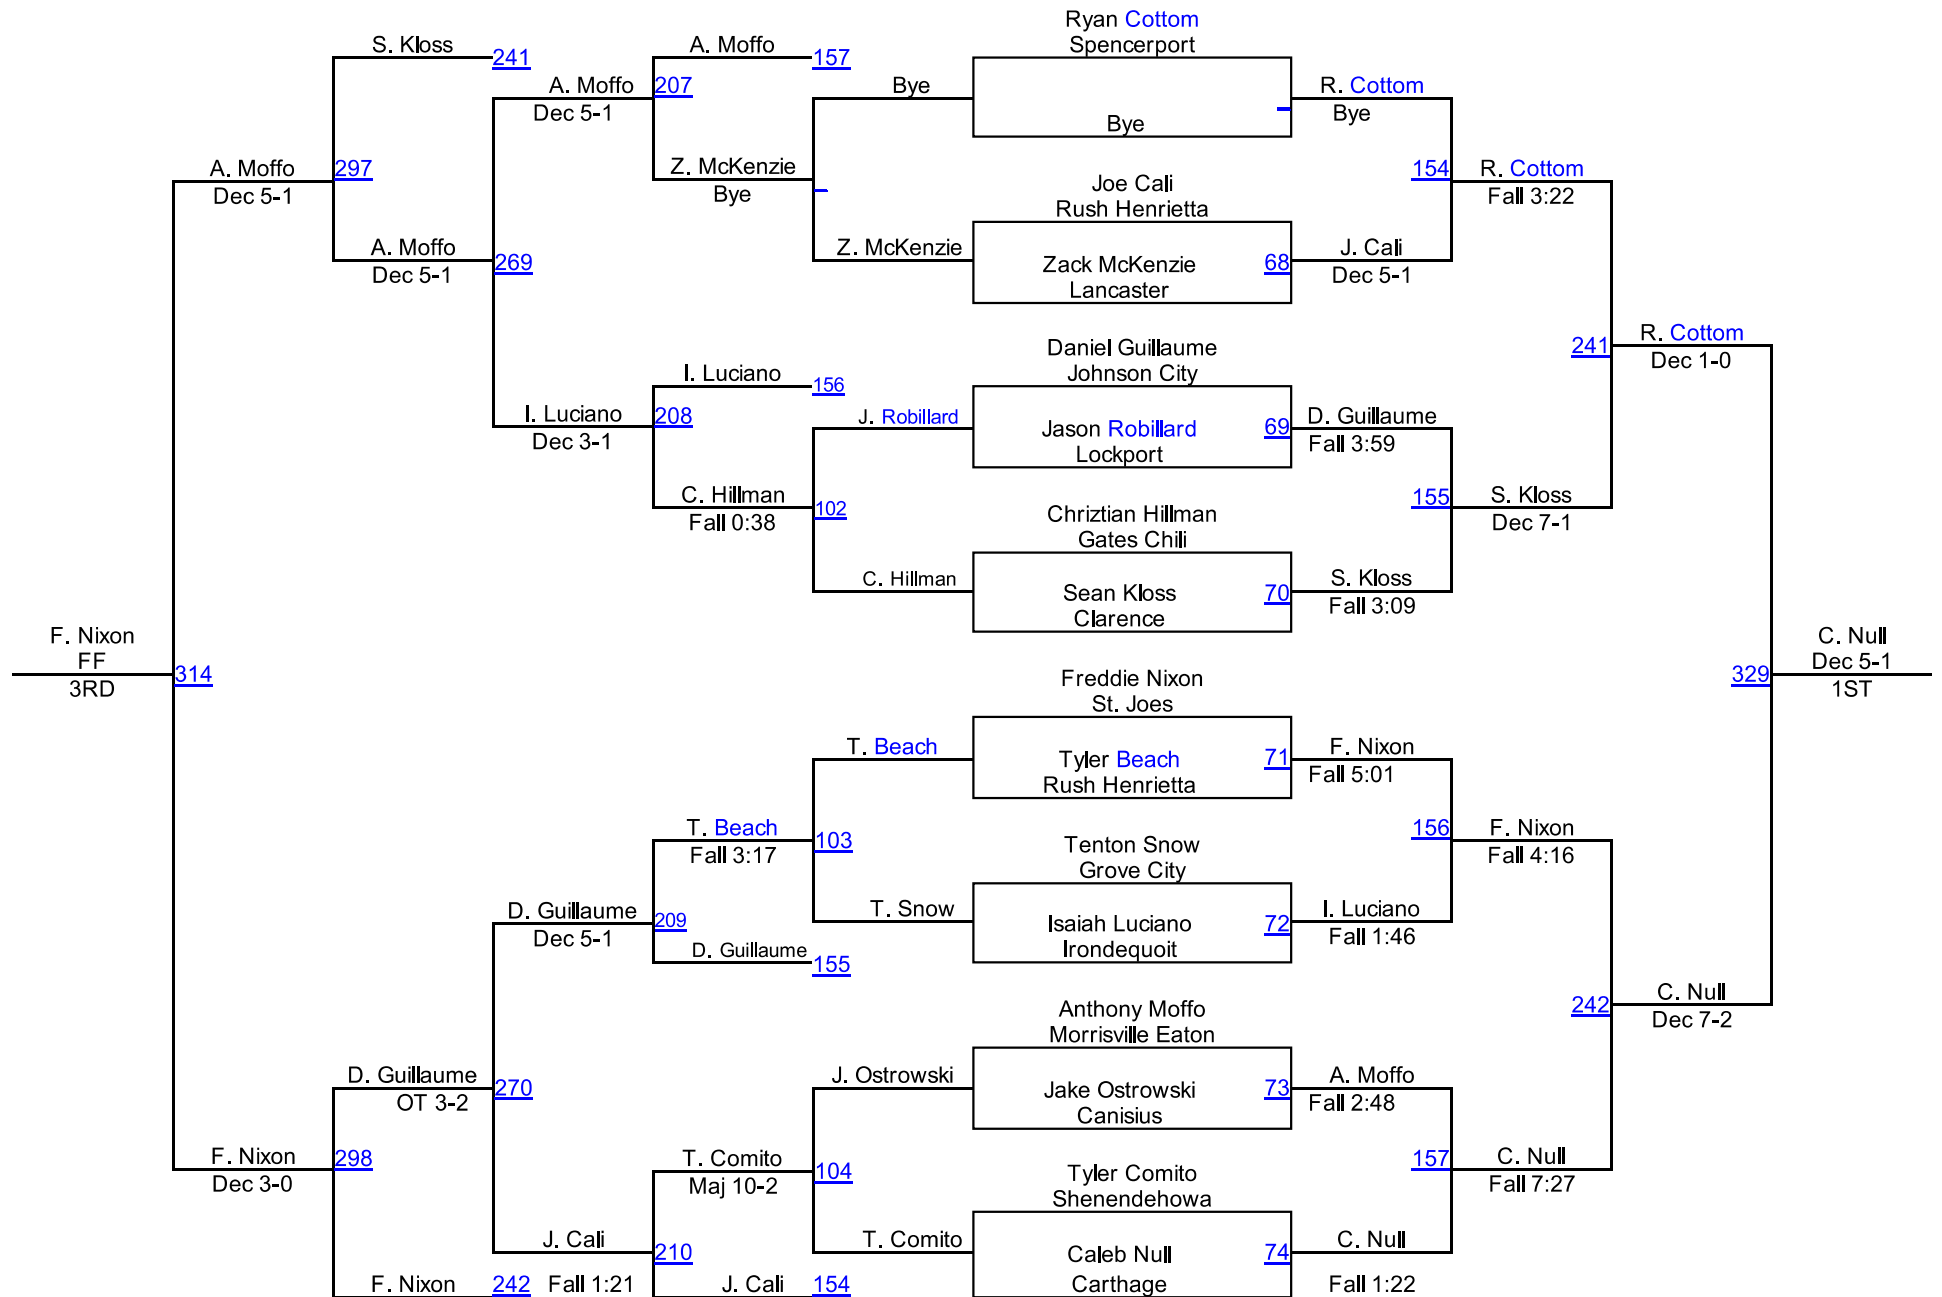 Ryan Cottom
S. Kloss
A. Moffo
Spencerport
241
157
A. Moffo
207
Bye
R. Cottom
Dec 5-1
Bye
Bye
A. Moffo
297
Z. McKenzie
154
R. Cottom
Dec 5-1
Bye
Joe Cali
Fall 3:22
Rush Henrietta
A. Moffo
Z. McKenzie
J. Cali
Dec 5-1
269
Zack McKenzie
68
Dec 5-1
Lancaster
241
R. Cottom
Daniel Guillaume
Dec 1-0
I. Luciano
Johnson City
156
I. Luciano
208
J. Robillard
D. Guillaume
Dec 3-1
Jason Robillard
69
Fall 3:59
Lockport
C. Hillman
102
155
S. Kloss
Fall 0:38
Chriztian Hillman
Dec 7-1
Gates Chili
C. Hillman
S. Kloss
Sean Kloss
70
Fall 3:09
Clarence
F. Nixon
C. Null
FF
314
329
Dec 5-1
3RD
Freddie Nixon
1ST
St. Joes
T. Beach
F. Nixon
Tyler Beach
71
Fall 5:01
Rush Henrietta
T. Beach
103
156
F. Nixon
Fall 3:17
Tenton Snow
Fall 4:16
Grove City
D. Guillaume
209
T. Snow
I. Luciano
Dec 5-1
Isaiah Luciano
72
Fall 1:46
D. Guillaume
155
Irondequoit
242
C. Null
Anthony Moffo
Dec 7-2
Morrisville Eaton
D. Guillaume
270
J. Ostrowski
A. Moffo
OT 3-2
Jake Ostrowski
73
Fall 2:48
Canisius
F. Nixon
298
T. Comito
104
157
C. Null
Dec 3-0
Maj 10-2
Tyler Comito
Fall 7:27
Shenendehowa
J. Cali
210
T. Comito
C. Null
Caleb Null
74
F. Nixon
242
Fall 1:21
J. Cali
154
Carthage
Fall 1:22